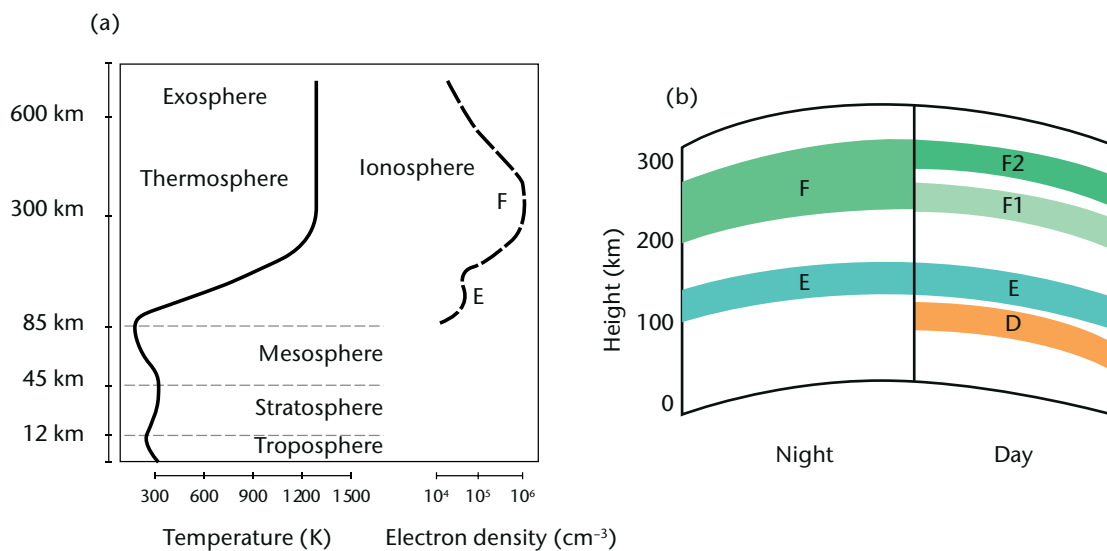 (a)
600 km
300 km
85 km
45 km
12 km
Exosphere
Thermosphere
Ionosphere
F
E
Mesosphere
Stratosphere
Troposphere
300 600 900 1200 1500
10⁴ 10⁵ 10⁶
Temperature (K)
Electron density (cm⁻³)
(b)
Height (km)
300
200
100
0
F
E
F2
F1
E
D
Night
Day